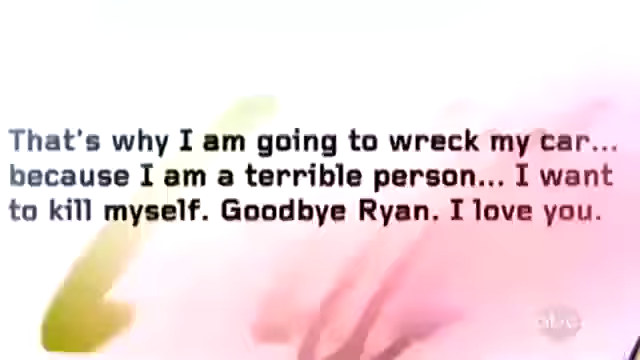 That's why I am going to wreck my car...
because I am a terrible person... I want
to kill myself. Goodbye Ryan. I love you.
abc